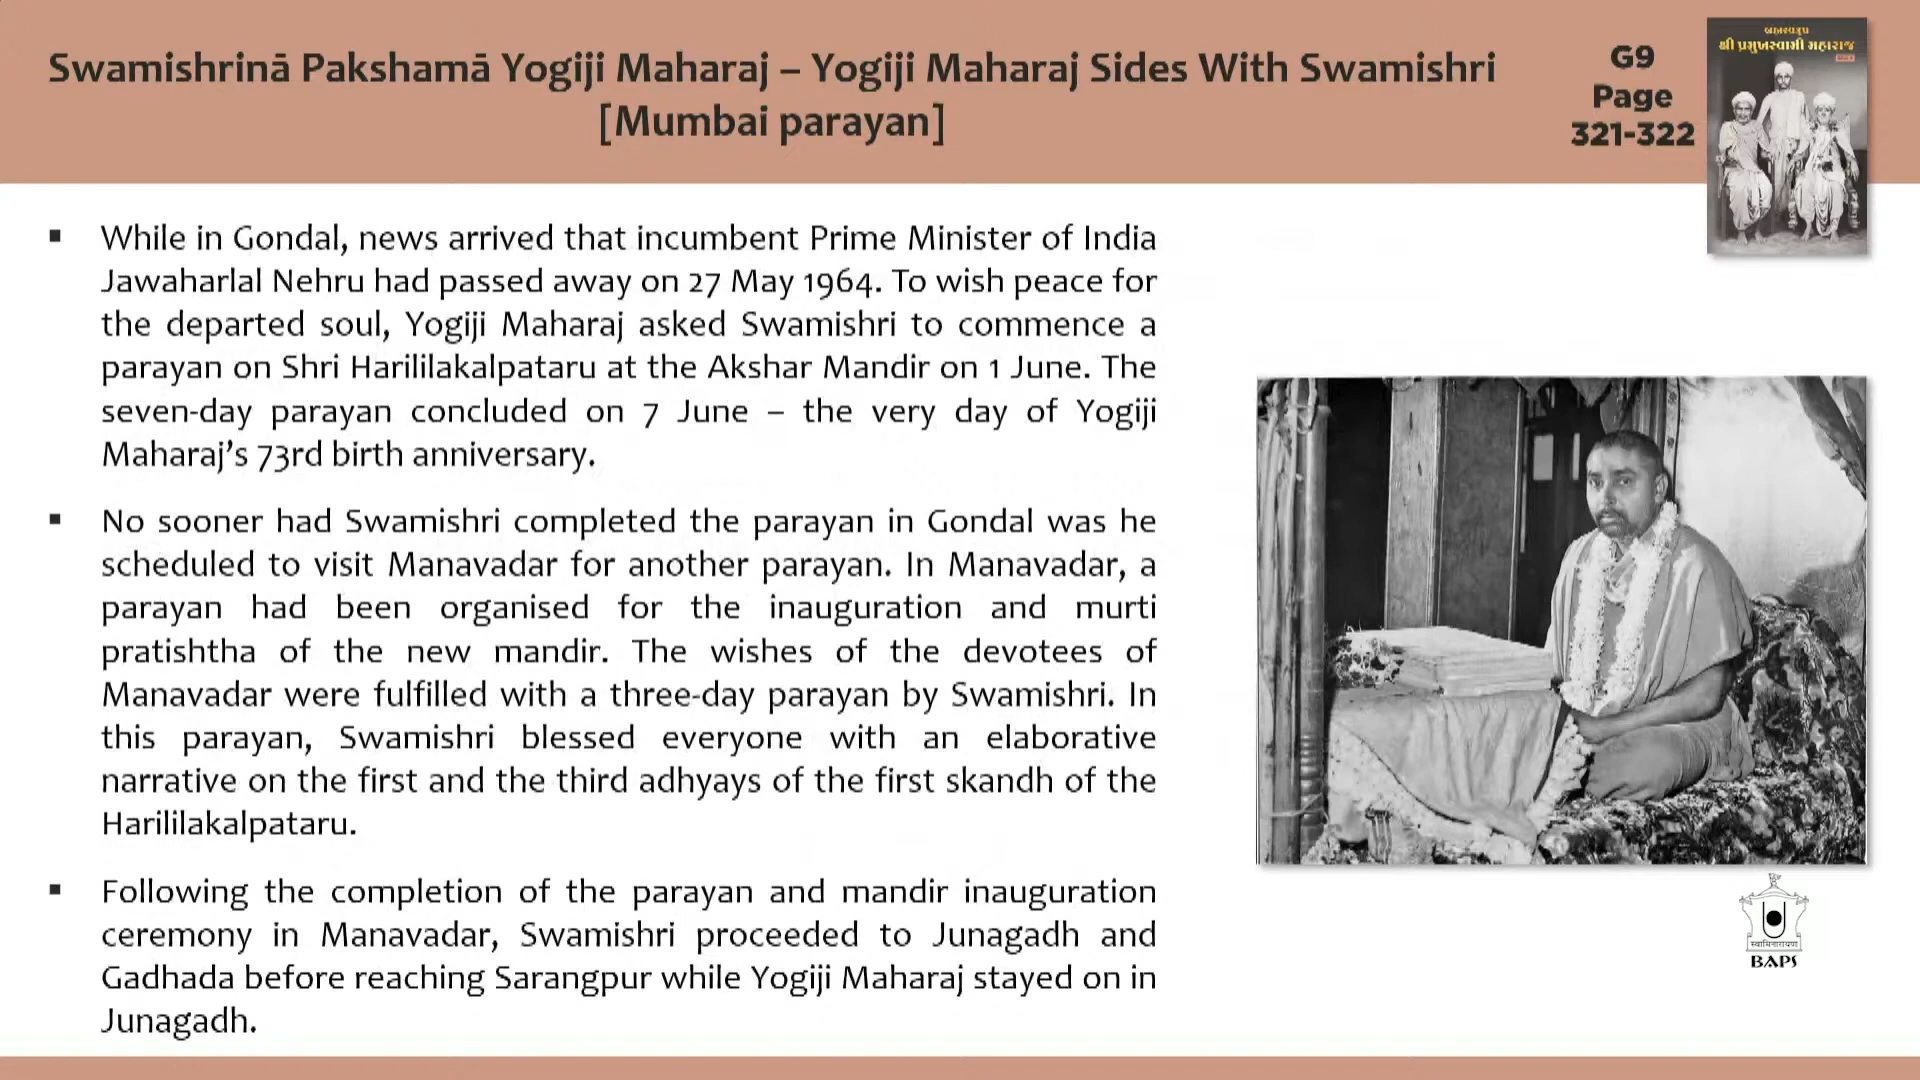 Swamishrinā Pakshamā Yogiji Maharaj – Yogiji Maharaj Sides With Swamishri
[Mumbai parayan]
G9
Page
321-322
બ્રહ્મસ્વરૂપ
શ્રી પ્રમુખસ્વામી મહારાજ
▪ While in Gondal, news arrived that incumbent Prime Minister of India
Jawaharlal Nehru had passed away on 27 May 1964. To wish peace for
the departed soul, Yogiji Maharaj asked Swamishri to commence a
parayan on Shri Harililakalpataru at the Akshar Mandir on 1 June. The
seven-day parayan concluded on 7 June – the very day of Yogiji
Maharaj’s 73rd birth anniversary.
▪ No sooner had Swamishri completed the parayan in Gondal was he
scheduled to visit Manavadar for another parayan. In Manavadar, a
parayan had been organised for the inauguration and murti
pratishtha of the new mandir. The wishes of the devotees of
Manavadar were fulfilled with a three-day parayan by Swamishri. In
this parayan, Swamishri blessed everyone with an elaborative
narrative on the first and the third adhyays of the first skandh of the
Harililakalpataru.
▪ Following the completion of the parayan and mandir inauguration
ceremony in Manavadar, Swamishri proceeded to Junagadh and
Gadhada before reaching Sarangpur while Yogiji Maharaj stayed on in
Junagadh.
स्वामिनारायण
BAPS